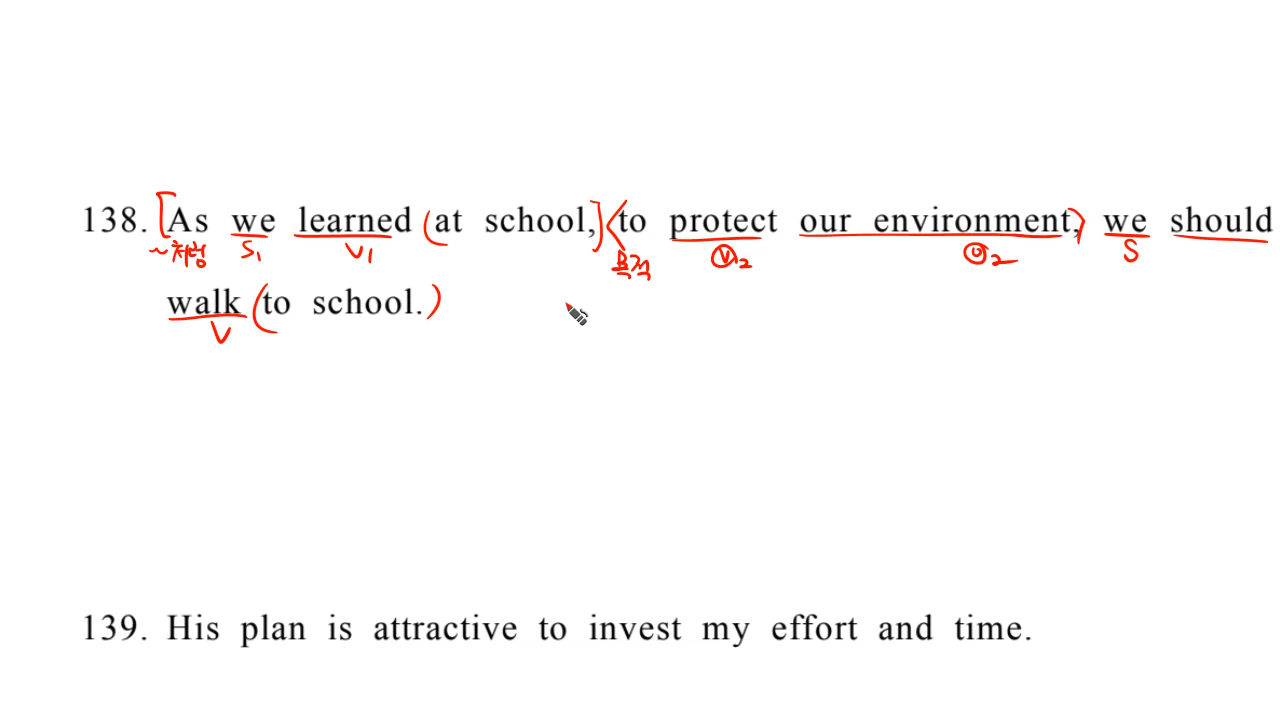 138. [As we learned (at school,] <to protect our environment,> we should
~처럼 S₁ V₁ 목적 V₂ O₂ S
walk (to school.)
V
139. His plan is attractive to invest my effort and time.